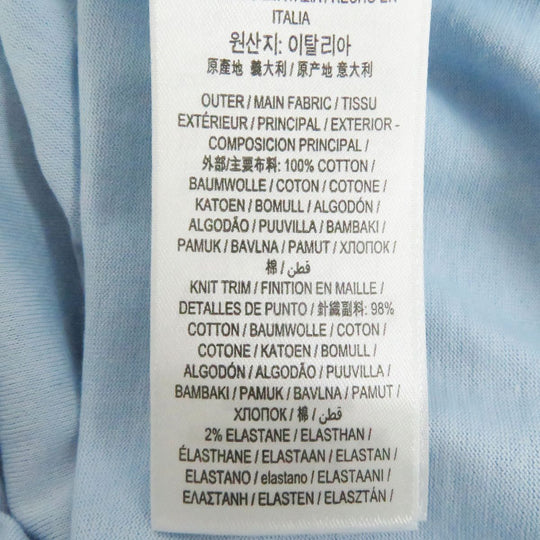 ITALIA
원산지: 이탈리아
原產地 義大利 / 原产地 意大利
OUTER / MAIN FABRIC / TISSU
EXTÉRIEUR / PRINCIPAL / EXTERIOR -
COMPOSICION PRINCIPAL /
外部/主要布料: 100% COTTON /
BAUMWOLLE / COTON / COTONE /
KATOEN / BOMULL / ALGODÓN /
ALGODÃO / PUUVILLA / BAMBAKI /
PAMUK / BAVLNA / PAMUT / ХЛОПОК /
棉 / قطن /
KNIT TRIM / FINITION EN MAILLE /
DETALLES DE PUNTO / 針織副料: 98%
COTTON / BAUMWOLLE / COTON /
COTONE / KATOEN / BOMULL /
ALGODÓN / ALGODÃO / PUUVILLA /
BAMBAKI / PAMUK / BAVLNA / PAMUT /
ХЛОПОК / 棉 / قطن /
2% ELASTANE / ELASTHAN /
ÉLASTHANE / ELASTAAN / ELASTAN /
ELASTANO / elastano / ELASTAANI /
ΕΛΑΣΤΑΝΗ / ELASTEN / ELASZTÁN /